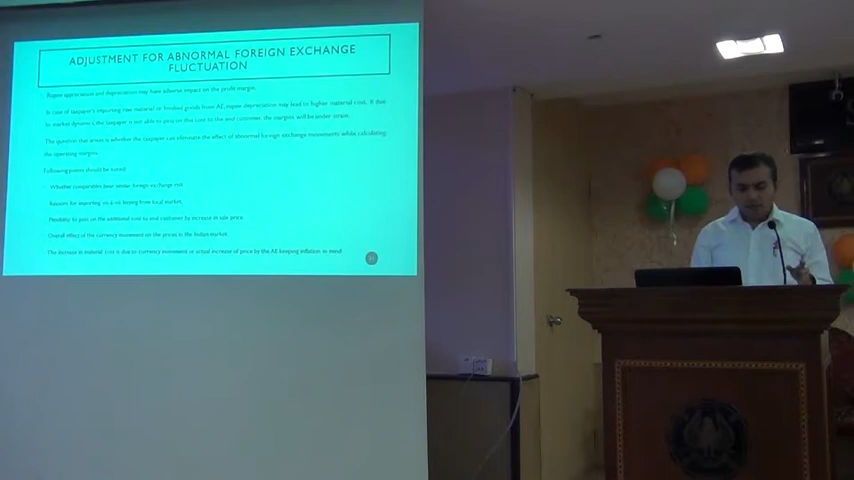 ADJUSTMENT FOR ABNORMAL FOREIGN EXCHANGE
FLUCTUATION
Rupee appreciation and depreciation may have adverse impact on the profit margin.
In case of taxpayer's importing raw material or finished goods from AE, rupee depreciation may lead to higher material cost. If due
to market dynamics, the taxpayer is not able to pass on this cost to the end customer, the margins will be under strain.
The question that arises is whether the taxpayer can eliminate the effect of abnormal foreign exchange movements while calculating
the operating margins.
Following points should be noted:
Whether comparables bear similar foreign exchange risk
Reasons for importing vis a vis buying from local market.
Flexibility to pass on the additional cost to end customer by increase in sale price.
Overall effect of the currency movement on the prices in the Indian market.
The increase in material cost is due to currency movement or actual increase of price by the AE keeping inflation in mind